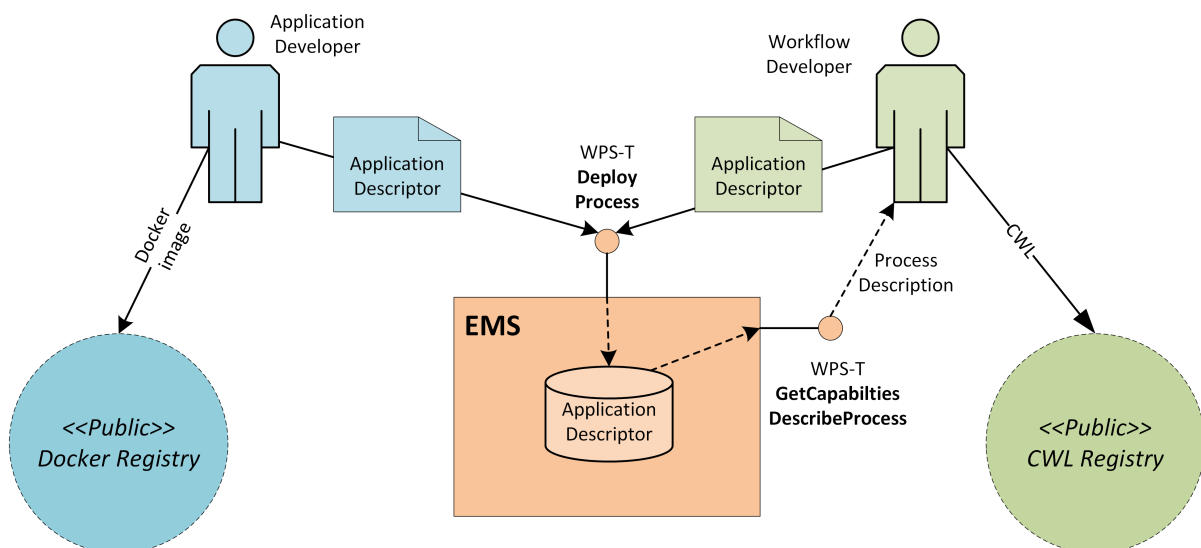 Application
Developer
Workflow
Developer
Application
Descriptor
WPS-T
Deploy
Process
Application
Descriptor
Docker
image
CWL
Process
Description
EMS
WPS-T
GetCapabilties
DescribeProcess
Application
Descriptor
<<Public>>
Docker Registry
<<Public>>
CWL Registry